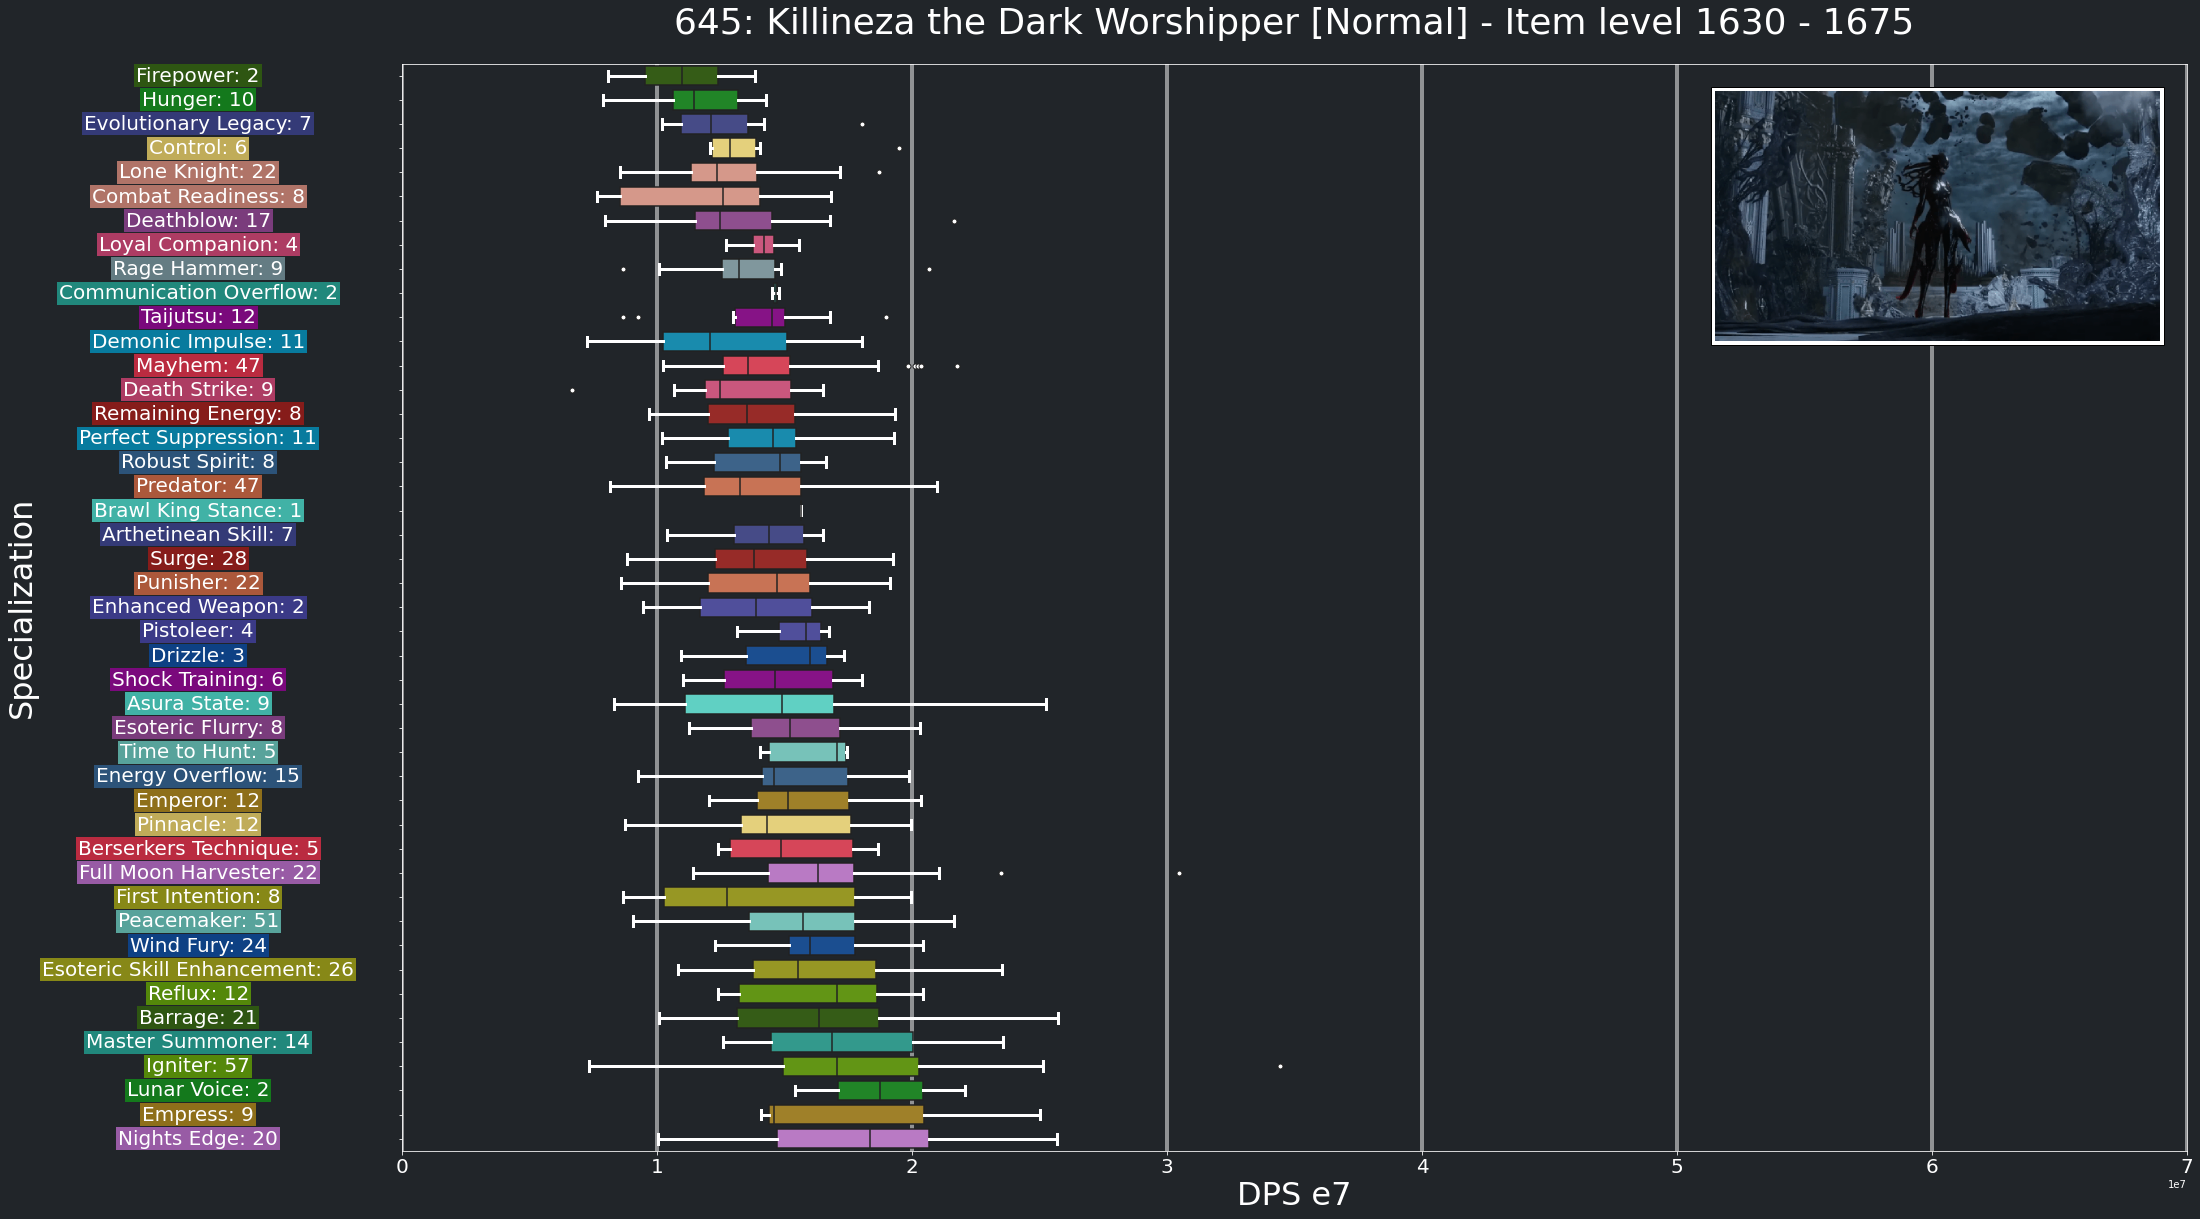 645: Killineza the Dark Worshipper [Normal] - Item level 1630 - 1675
Specialization
Firepower: 2
Hunger: 10
Evolutionary Legacy: 7
Control: 6
Lone Knight: 22
Combat Readiness: 8
Deathblow: 17
Loyal Companion: 4
Rage Hammer: 9
Communication Overflow: 2
Taijutsu: 12
Demonic Impulse: 11
Mayhem: 47
Death Strike: 9
Remaining Energy: 8
Perfect Suppression: 11
Robust Spirit: 8
Predator: 47
Brawl King Stance: 1
Arthetinean Skill: 7
Surge: 28
Punisher: 22
Enhanced Weapon: 2
Pistoleer: 4
Drizzle: 3
Shock Training: 6
Asura State: 9
Esoteric Flurry: 8
Time to Hunt: 5
Energy Overflow: 15
Emperor: 12
Pinnacle: 12
Berserkers Technique: 5
Full Moon Harvester: 22
First Intention: 8
Peacemaker: 51
Wind Fury: 24
Esoteric Skill Enhancement: 26
Reflux: 12
Barrage: 21
Master Summoner: 14
Igniter: 57
Lunar Voice: 2
Empress: 9
Nights Edge: 20
0 1 2 3 4 5 6 7
1e7
DPS e7